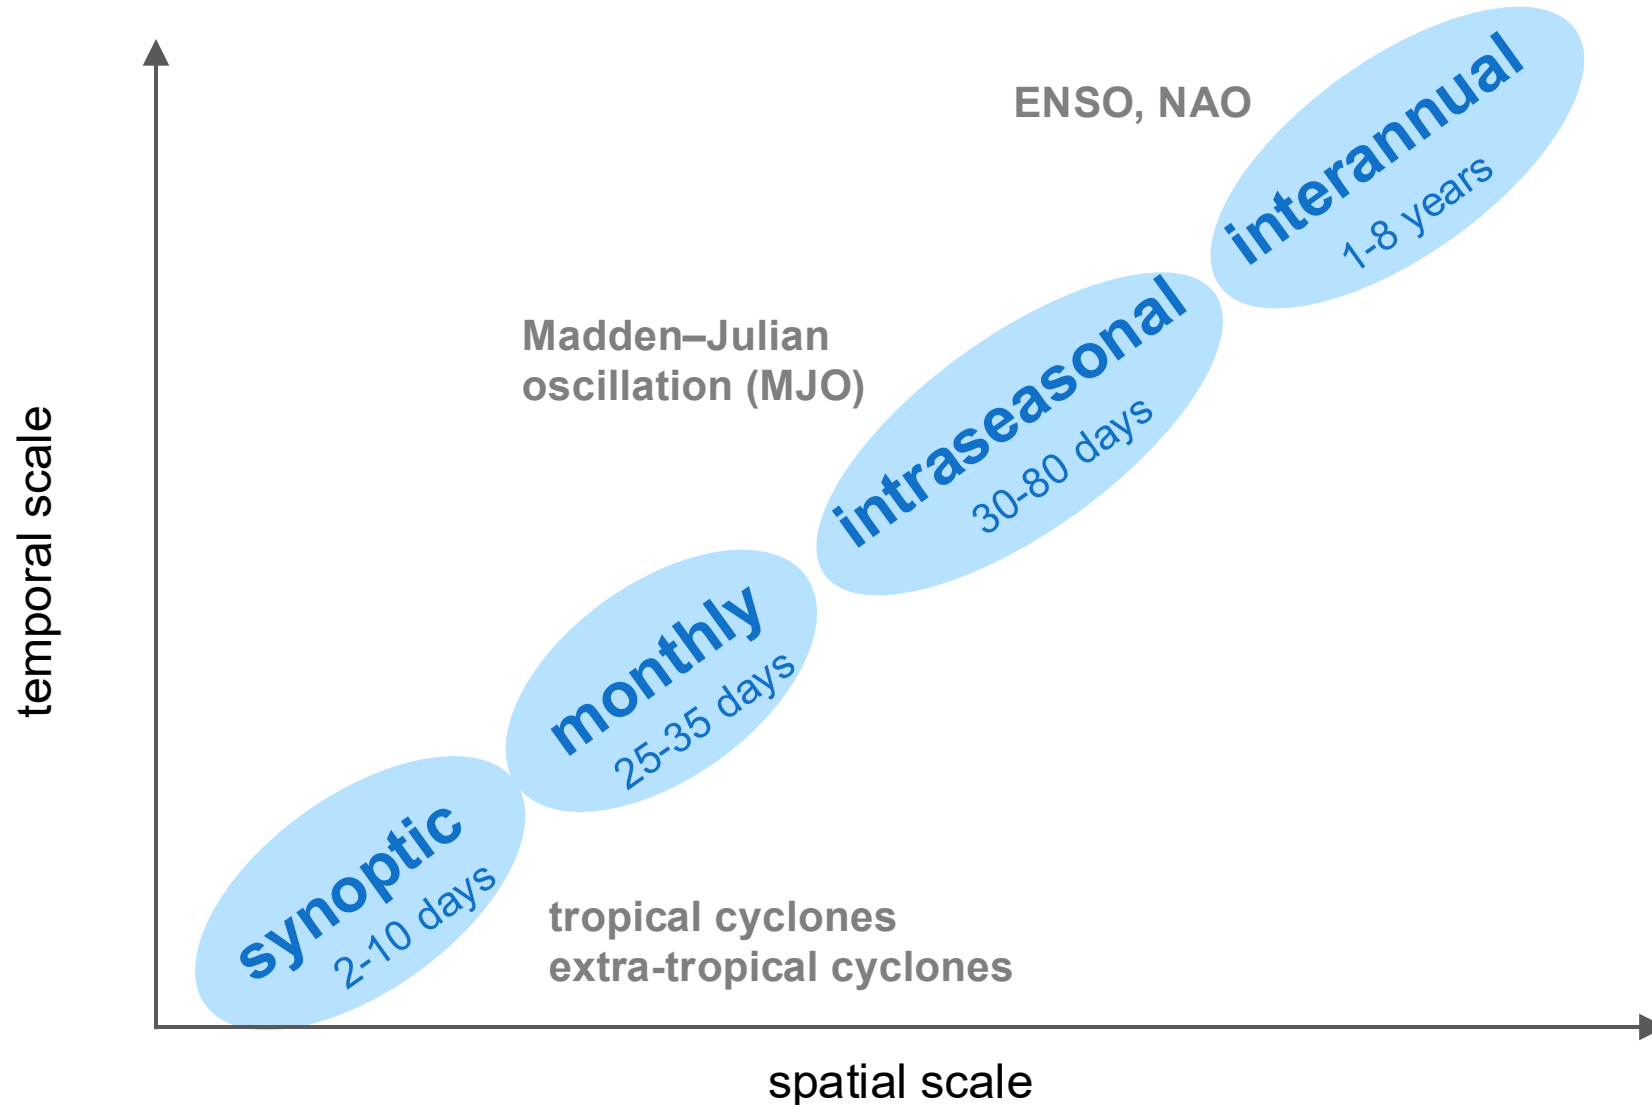 ENSO, NAO
interannual
1-8 years
Madden–Julian
oscillation (MJO)
intraseasonal
30-80 days
monthly
25-35 days
synoptic
2-10 days
tropical cyclones
extra-tropical cyclones
temporal scale
spatial scale